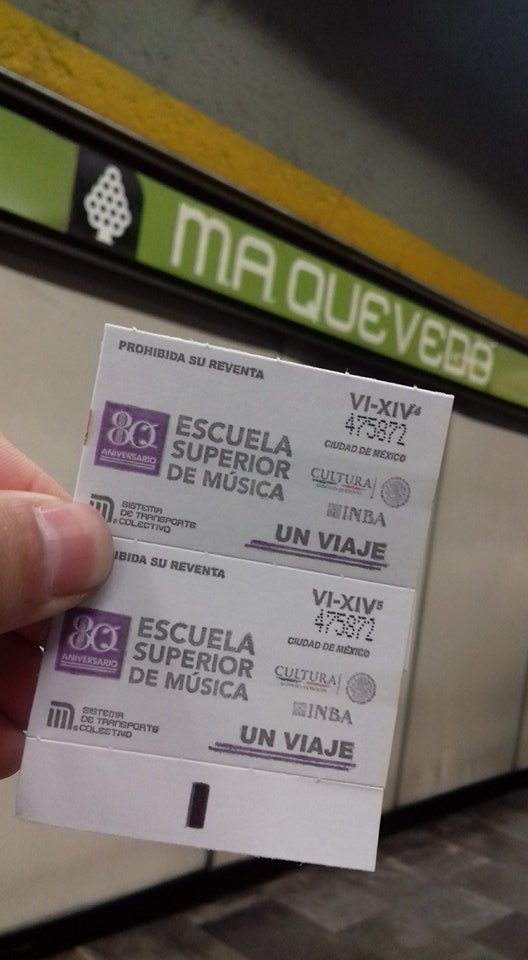 MA QUEVEDO
PROHIBIDA SU REVENTA
VI-XIV⁴
475872
CIUDAD DE MÉXICO
80
ANIVERSARIO
ESCUELA
SUPERIOR
DE MÚSICA
CULTURA
INBA
SISTEMA
DE TRANSPORTE
COLECTIVO
UN VIAJE
IBIDA SU REVENTA
VI-XIV⁵
475872
CIUDAD DE MÉXICO
80
ANIVERSARIO
ESCUELA
SUPERIOR
DE MÚSICA
CULTURA
INBA
SISTEMA
DE TRANSPORTE
COLECTIVO
UN VIAJE